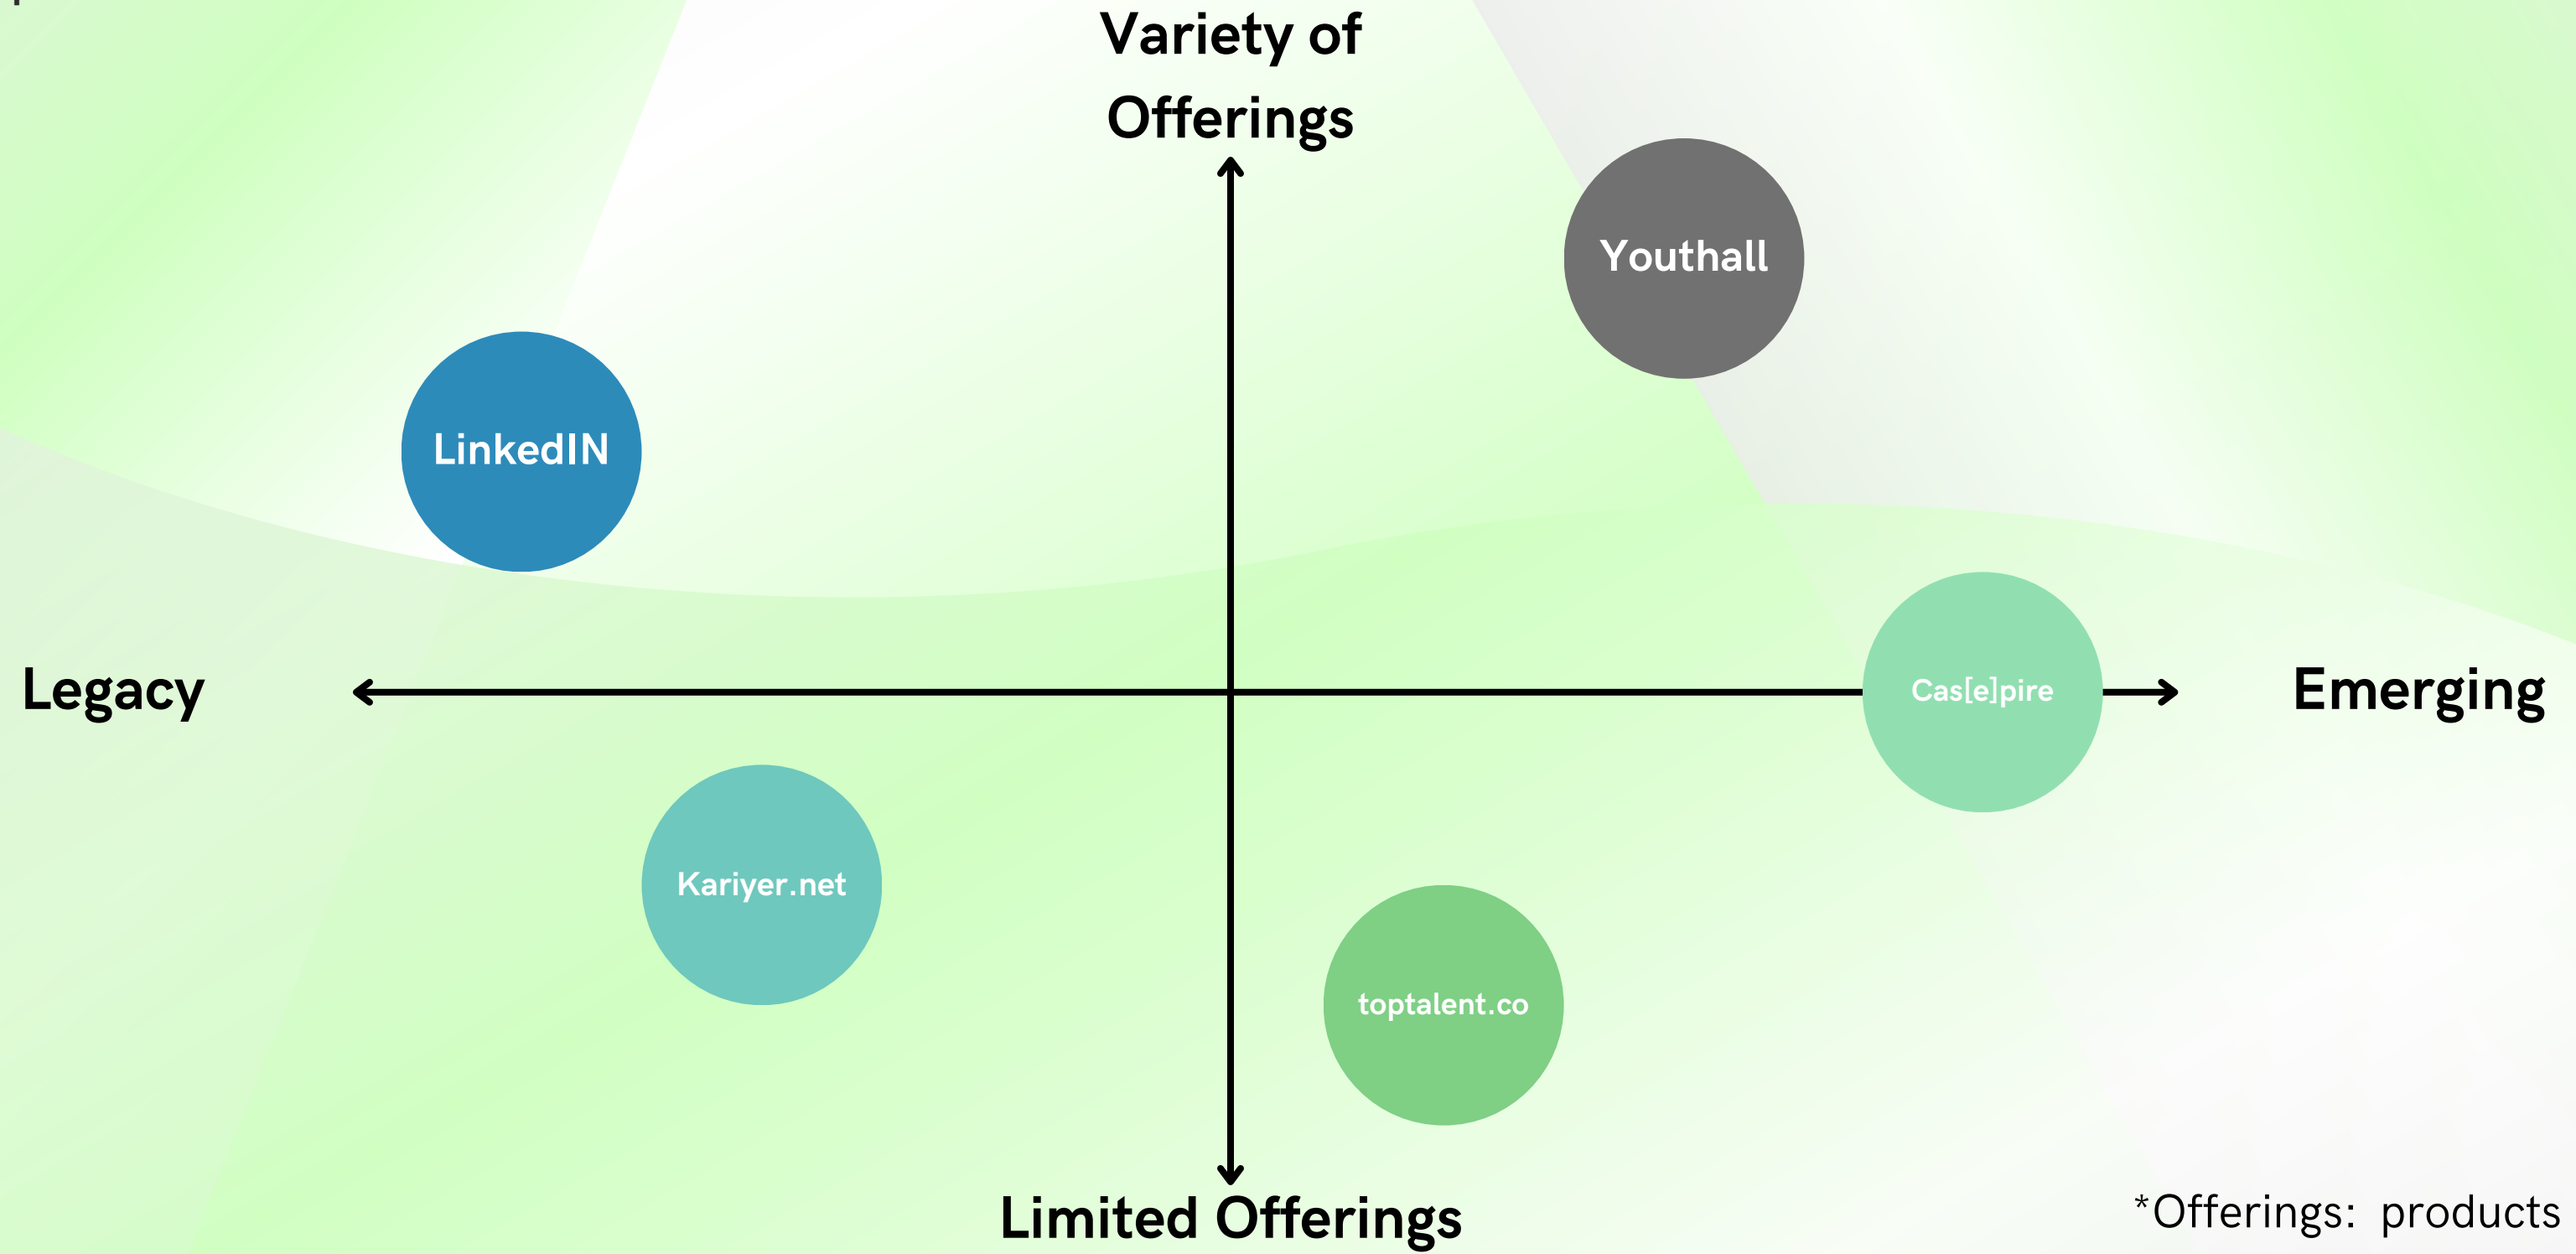 Variety of
Offerings
Youthall
LinkedIN
Legacy
Cas[e]pire
Emerging
Kariyer.net
toptalent.co
Limited Offerings
*Offerings: products